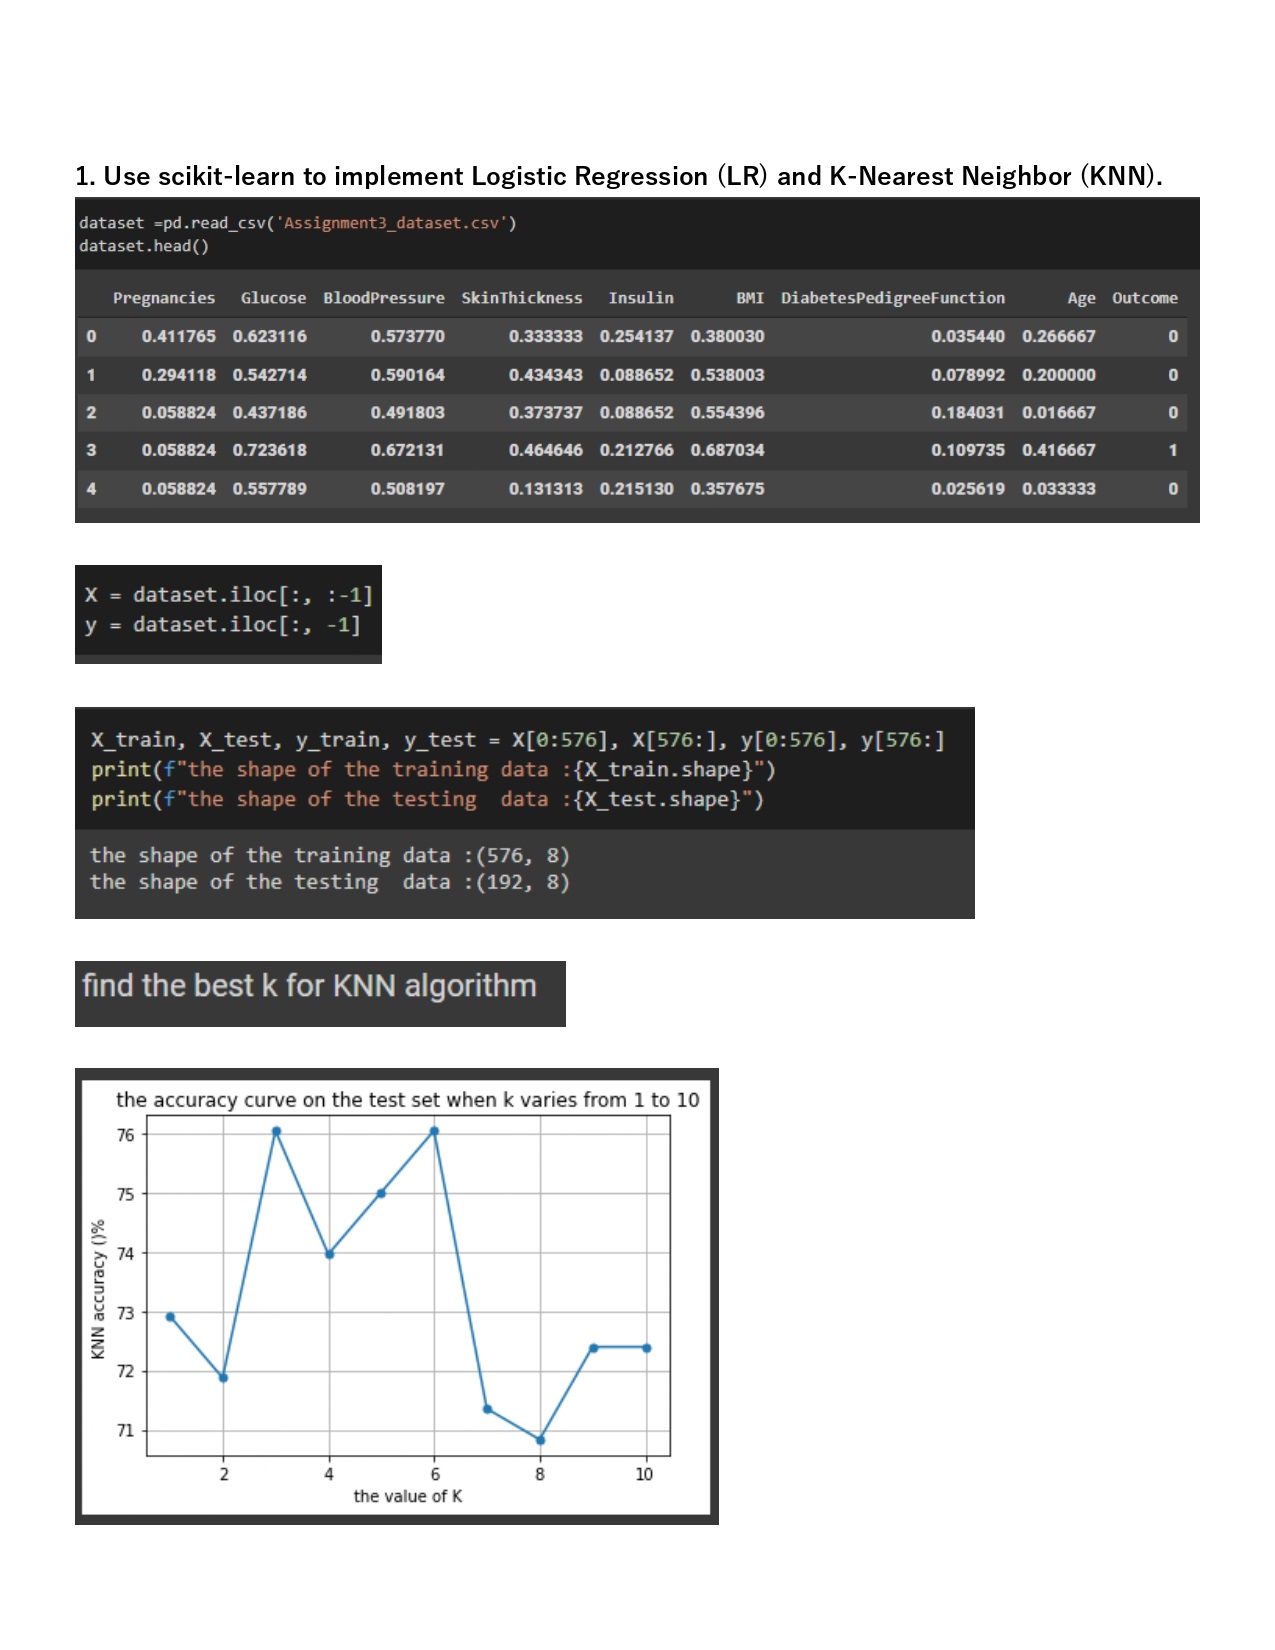 1. Use scikit-learn to implement Logistic Regression (LR) and K-Nearest Neighbor (KNN).
dataset =pd.read_csv('Assignment3_dataset.csv')
dataset.head()
Pregnancies Glucose BloodPressure SkinThickness Insulin BMI DiabetesPedigreeFunction Age Outcome
0 0.411765 0.623116 0.573770 0.333333 0.254137 0.380030 0.035440 0.266667 0
1 0.294118 0.542714 0.590164 0.434343 0.088652 0.538003 0.078992 0.200000 0
2 0.058824 0.437186 0.491803 0.373737 0.088652 0.554396 0.184031 0.016667 0
3 0.058824 0.723618 0.672131 0.464646 0.212766 0.687034 0.109735 0.416667 1
4 0.058824 0.557789 0.508197 0.131313 0.215130 0.357675 0.025619 0.033333 0
X = dataset.iloc[:, :-1]
y = dataset.iloc[:, -1]
X_train, X_test, y_train, y_test = X[0:576], X[576:], y[0:576], y[576:]
print(f"the shape of the training data :{X_train.shape}")
print(f"the shape of the testing  data :{X_test.shape}")
the shape of the training data :(576, 8)
the shape of the testing  data :(192, 8)
find the best k for KNN algorithm
the accuracy curve on the test set when k varies from 1 to 10
KNN accuracy ()%
76
75
74
73
72
71
2 4 6 8 10
the value of K